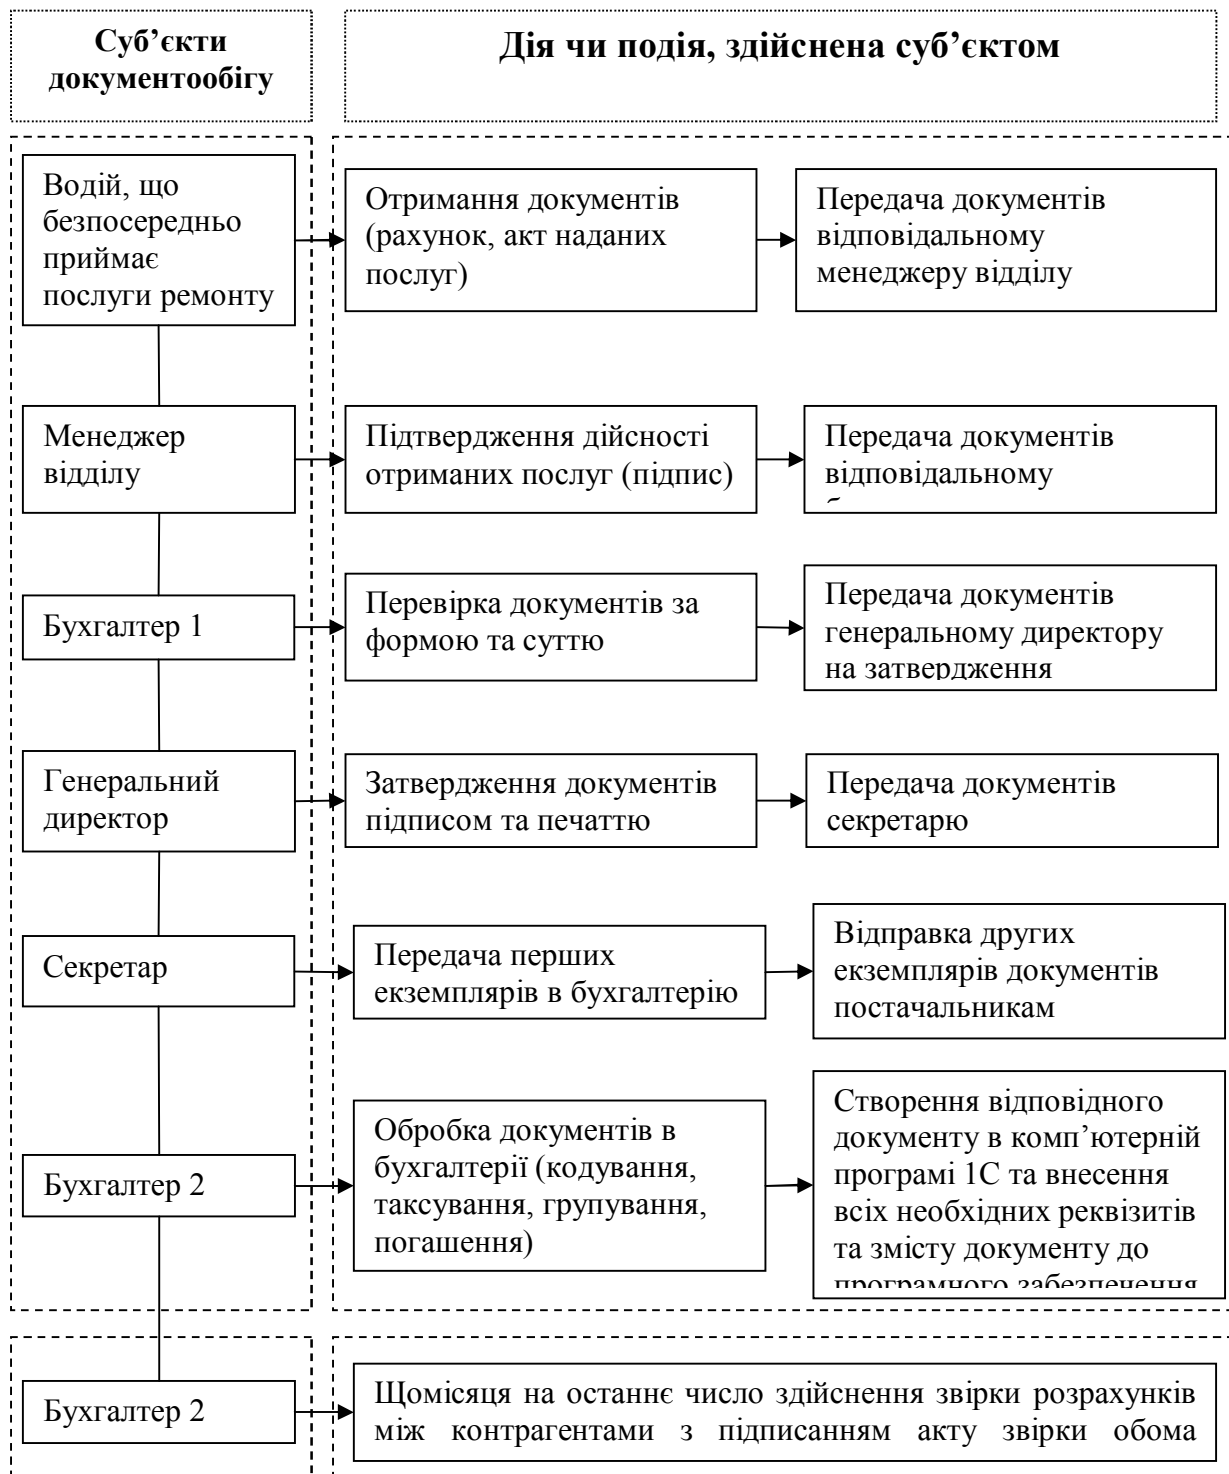 Суб’єкти
документообігу
Дія чи подія, здійснена суб’єктом
Водій, що
безпосередньо
приймає
послуги ремонту
Отримання документів
(рахунок, акт наданих
послуг)
Передача документів
відповідальному
менеджеру відділу
Менеджер
відділу
Підтвердження дійсності
отриманих послуг (підпис)
Передача документів
відповідальному
Бухгалтер 1
Перевірка документів за
формою та суттю
Передача документів
генеральному директору
на затвердження
Генеральний
директор
Затвердження документів
підписом та печаттю
Передача документів
секретарю
Секретар
Передача перших
екземплярів в бухгалтерію
Відправка других
екземплярів документів
постачальникам
Бухгалтер 2
Обробка документів в
бухгалтерії (кодування,
таксування, групування,
погашення)
Створення відповідного
документу в комп’ютерній
програмі 1С та внесення
всіх необхідних реквізитів
та змісту документу до
програмного забезпечення
Бухгалтер 2
Щомісяця на останнє число здійснення звірки розрахунків
між контрагентами з підписанням акту звірки обома